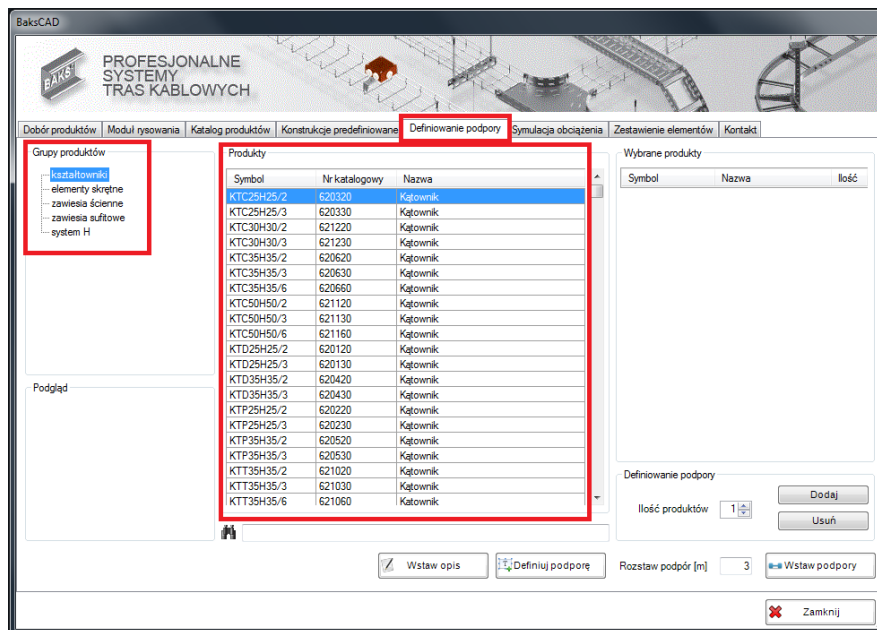 BaksCAD
BAKS
PROFESJONALNE
SYSTEMY
TRAS KABLOWYCH
Dobór produktów Moduł rysowania Katalog produktów Konstrukcje predefiniowane Definiowanie podpory Symulacja obciążenia Zestawienie elementów Kontakt
Grupy produktów
kształtowniki
elementy skrętne
zawiesia ścienne
zawiesia sufitowe
system H
Podgląd
Produkty
Symbol Nr katalogowy Nazwa
KTC25H25/2 620320 Kątownik
KTC25H25/3 620330 Kątownik
KTC30H30/2 621220 Kątownik
KTC30H30/3 621230 Kątownik
KTC35H35/2 620620 Kątownik
KTC35H35/3 620630 Kątownik
KTC35H35/6 620660 Kątownik
KTC50H50/2 621120 Kątownik
KTC50H50/3 621130 Kątownik
KTC50H50/6 621160 Kątownik
KTD25H25/2 620120 Kątownik
KTD25H25/3 620130 Kątownik
KTD35H35/2 620420 Kątownik
KTD35H35/3 620430 Kątownik
KTP25H25/2 620220 Kątownik
KTP25H25/3 620230 Kątownik
KTP35H35/2 620520 Kątownik
KTP35H35/3 620530 Kątownik
KTT35H35/2 621020 Kątownik
KTT35H35/3 621030 Kątownik
KTT35H35/6 621060 Kątownik
Wybrane produkty
Symbol Nazwa Ilość
Definiowanie podpory
Ilość produktów 1
Dodaj
Usuń
Wstaw opis Definiuj podporę Rozstaw podpór [m] 3 Wstaw podpory
Zamknij